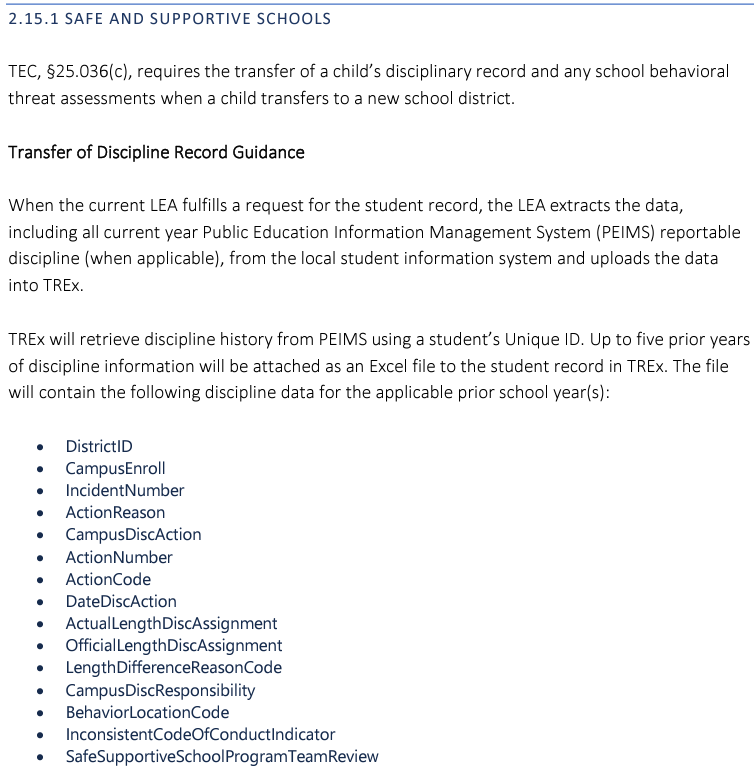 2.15.1 SAFE AND SUPPORTIVE SCHOOLS
TEC, §25.036(c), requires the transfer of a child’s disciplinary record and any school behavioral
threat assessments when a child transfers to a new school district.
Transfer of Discipline Record Guidance
When the current LEA fulfills a request for the student record, the LEA extracts the data,
including all current year Public Education Information Management System (PEIMS) reportable
discipline (when applicable), from the local student information system and uploads the data
into TREx.
TREx will retrieve discipline history from PEIMS using a student’s Unique ID. Up to five prior years
of discipline information will be attached as an Excel file to the student record in TREx. The file
will contain the following discipline data for the applicable prior school year(s):
• DistrictID
• CampusEnroll
• IncidentNumber
• ActionReason
• CampusDiscAction
• ActionNumber
• ActionCode
• DateDiscAction
• ActualLengthDiscAssignment
• OfficialLengthDiscAssignment
• LengthDifferenceReasonCode
• CampusDiscResponsibility
• BehaviorLocationCode
• InconsistentCodeOfConductIndicator
• SafeSupportiveSchoolProgramTeamReview